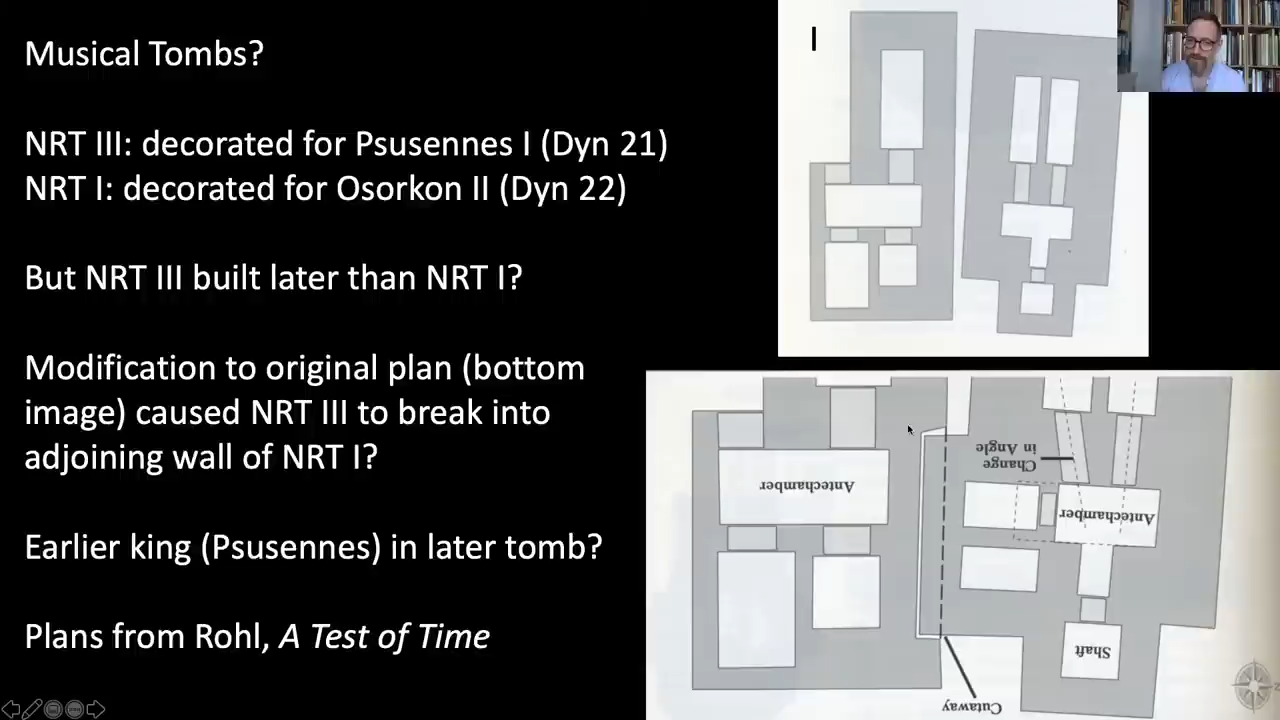 Musical Tombs?
NRT III: decorated for Psusennes I (Dyn 21)
NRT I: decorated for Osorkon II (Dyn 22)
But NRT III built later than NRT I?
Modification to original plan (bottom
image) caused NRT III to break into
adjoining wall of NRT I?
Earlier king (Psusennes) in later tomb?
Plans from Rohl, A Test of Time
I
Change
in Angle
Antechamber
Antechamber
Shaft
Cutaway